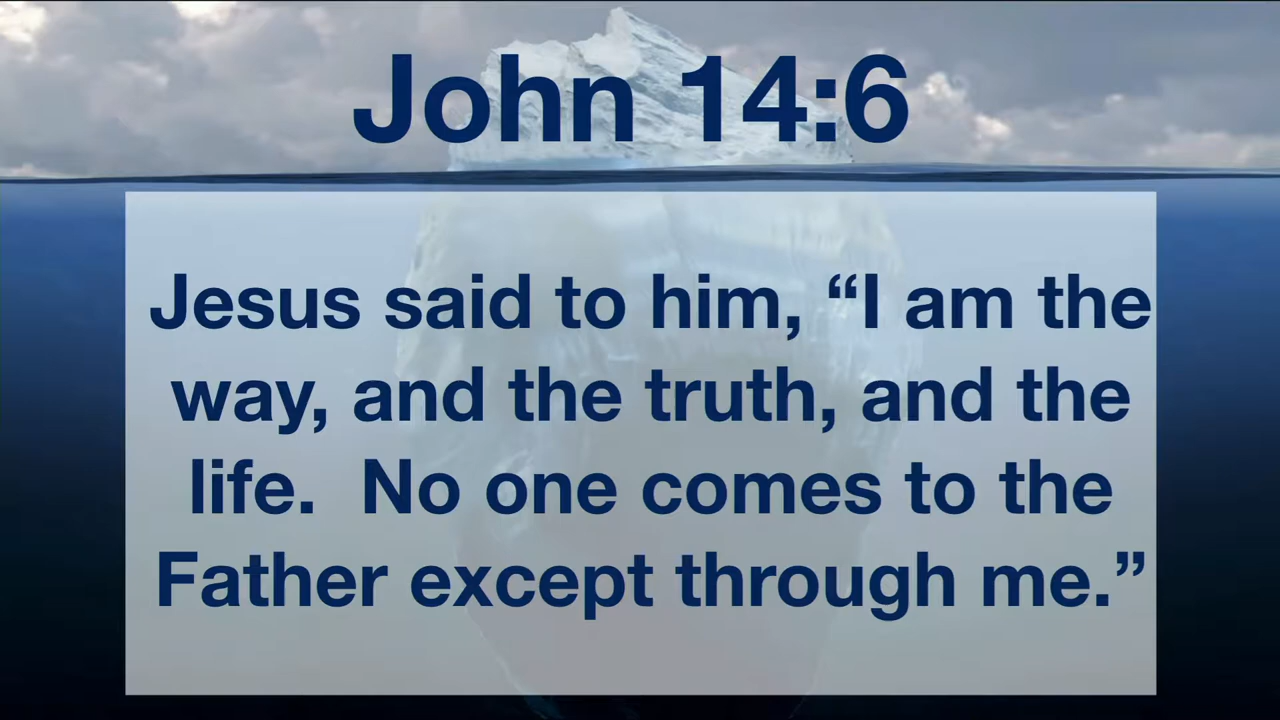 John 14:6
Jesus said to him, “I am the
way, and the truth, and the
life.  No one comes to the
Father except through me.”